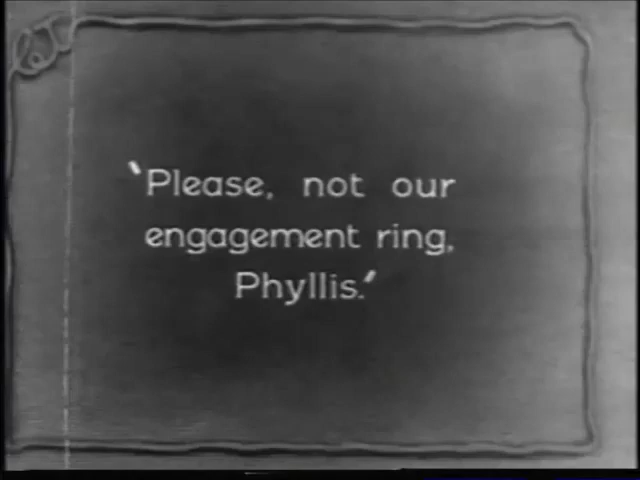 'Please, not our
engagement ring,
Phyllis.'